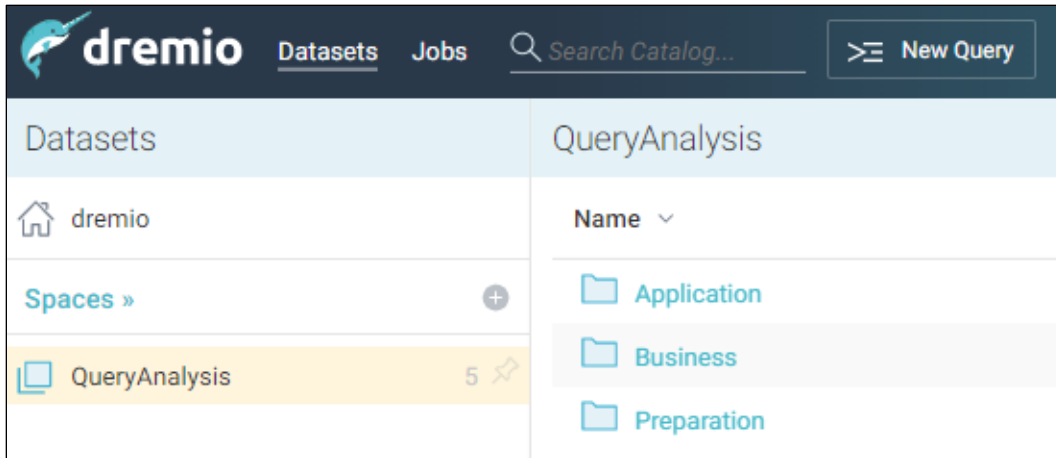 dremio Datasets Jobs Search Catalog... New Query
Datasets
QueryAnalysis
dremio
Name
Spaces »
Application
Business
QueryAnalysis 5
Preparation